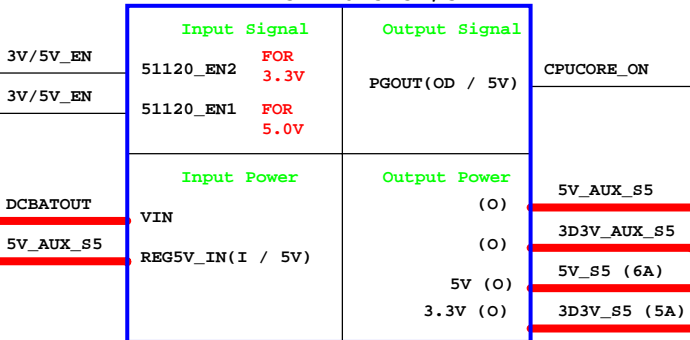 Input Signal
Output Signal
3V/5V_EN
51120_EN2
FOR
3.3V
PGOUT(OD / 5V)
CPUCORE_ON
3V/5V_EN
51120_EN1
FOR
5.0V
Input Power
Output Power
DCBATOUT
VIN
(O)
5V_AUX_S5
5V_AUX_S5
REG5V_IN(I / 5V)
(O)
3D3V_AUX_S5
5V (O)
5V_S5 (6A)
3.3V (O)
3D3V_S5 (5A)